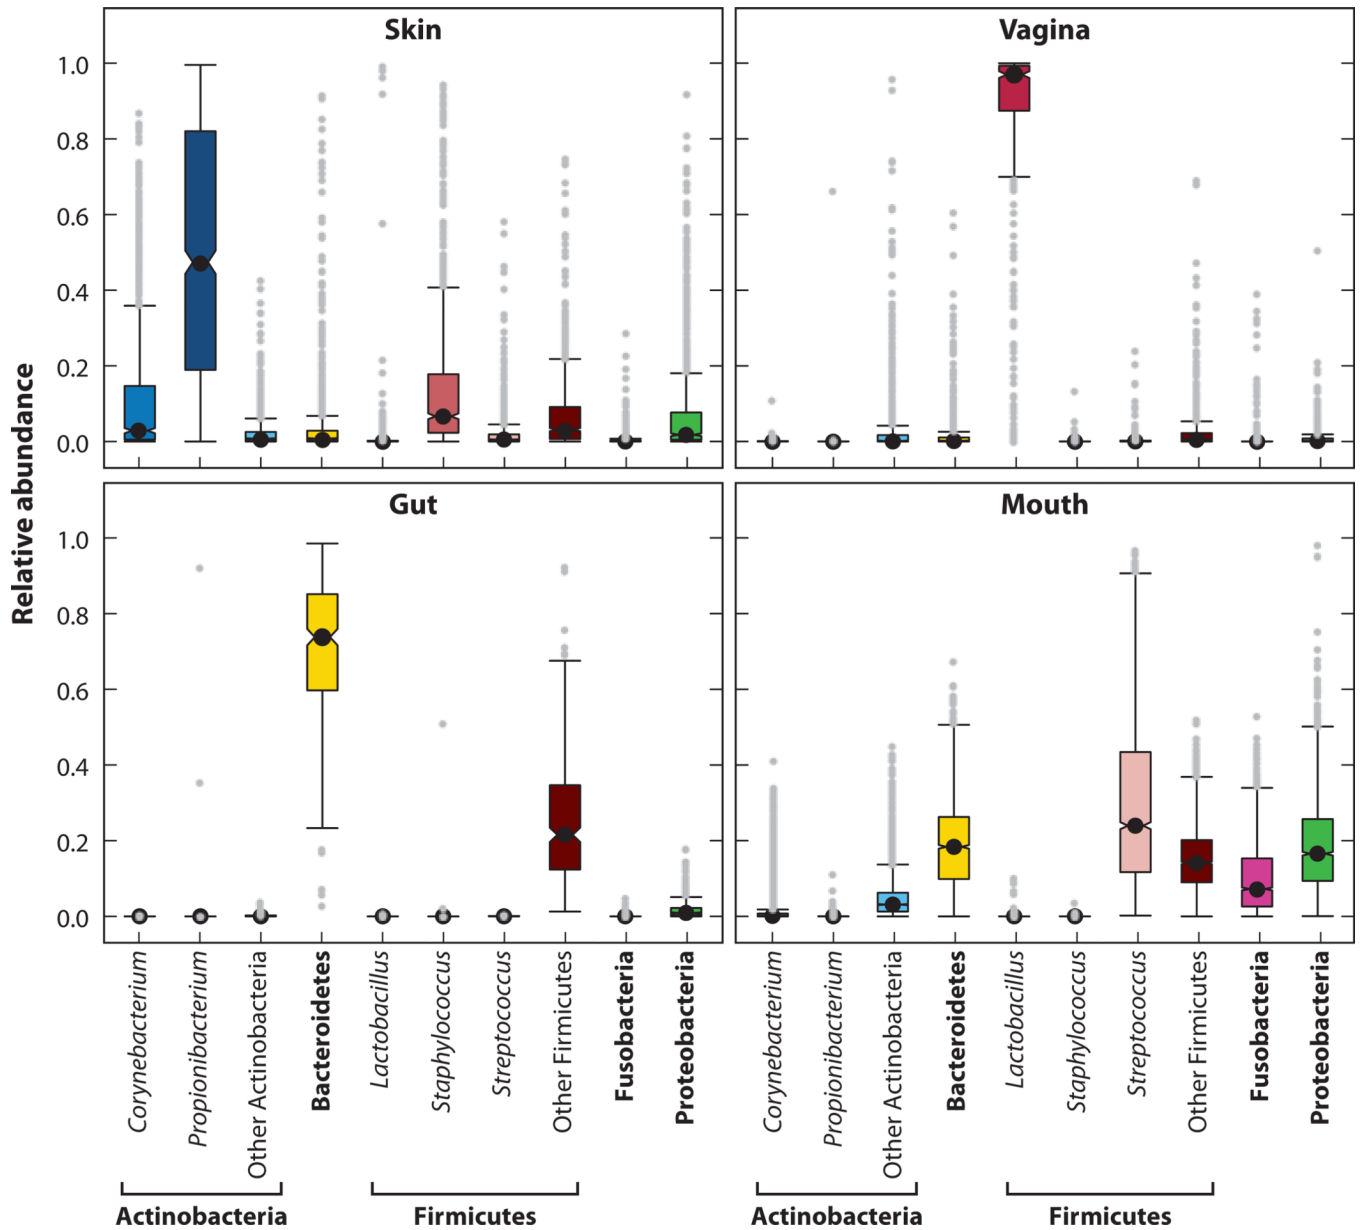 Skin
Vagina
1.0
0.8
0.6
0.4
0.2
0.0
Gut
Mouth
1.0
0.8
0.6
0.4
0.2
0.0
Relative abundance
Corynebacterium
Propionibacterium
Other Actinobacteria
Bacteroidetes
Lactobacillus
Staphylococcus
Streptococcus
Other Firmicutes
Fusobacteria
Proteobacteria
Corynebacterium
Propionibacterium
Other Actinobacteria
Bacteroidetes
Lactobacillus
Staphylococcus
Streptococcus
Other Firmicutes
Fusobacteria
Proteobacteria
Actinobacteria
Firmicutes
Actinobacteria
Firmicutes